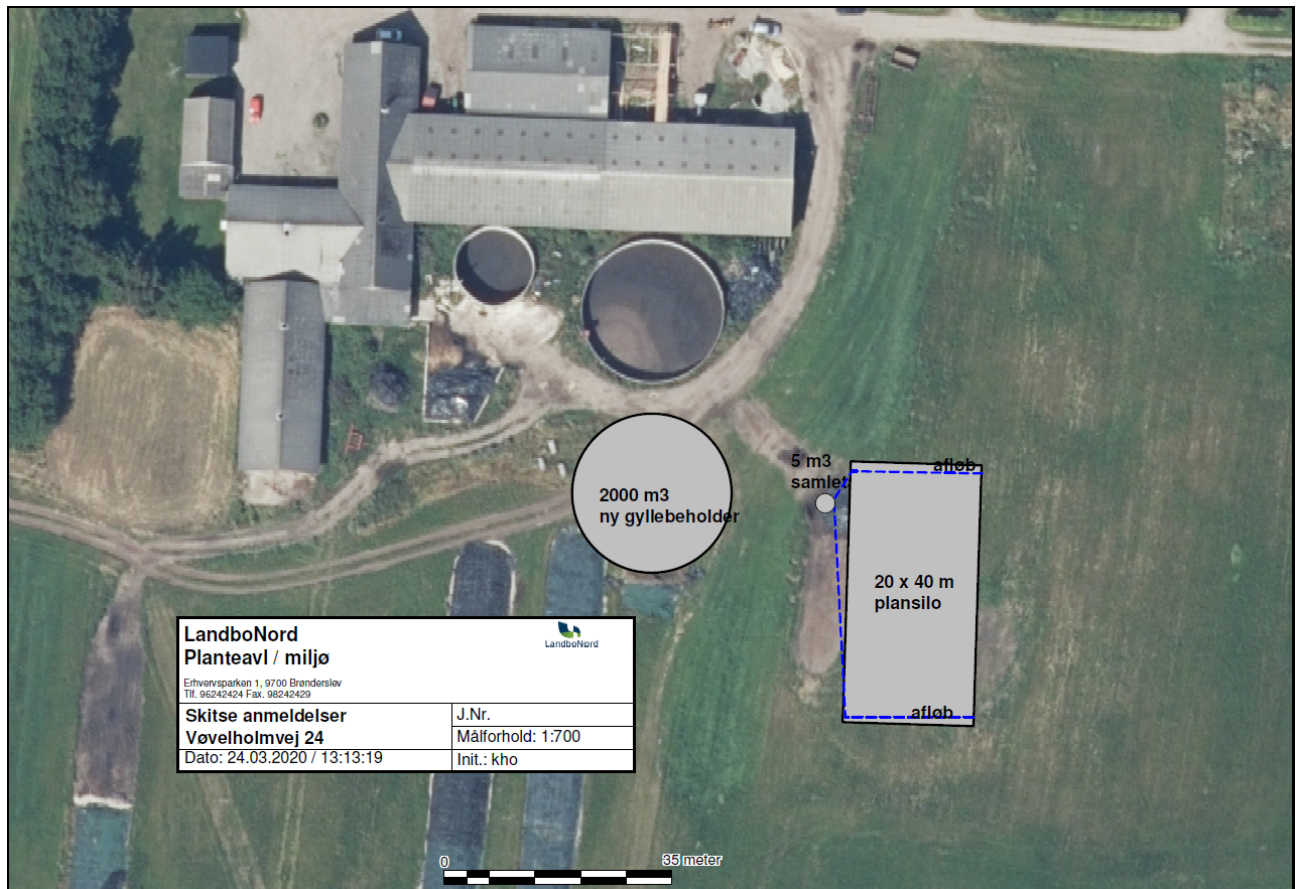 5 m3
samlet
afløb
2000 m3
ny gyllebeholder
20 x 40 m
plansilo
afløb
LandboNord
Planteavl / miljø
LandboNord
Erhvervsparken 1, 9700 Brønderslev
Tlf. 96242424 Fax. 98242429
Skitse anmeldelser
Vøvelholmvej 24
Dato: 24.03.2020 / 13:13:19
J.Nr.
Målforhold: 1:700
Init.: kho
0
35 meter